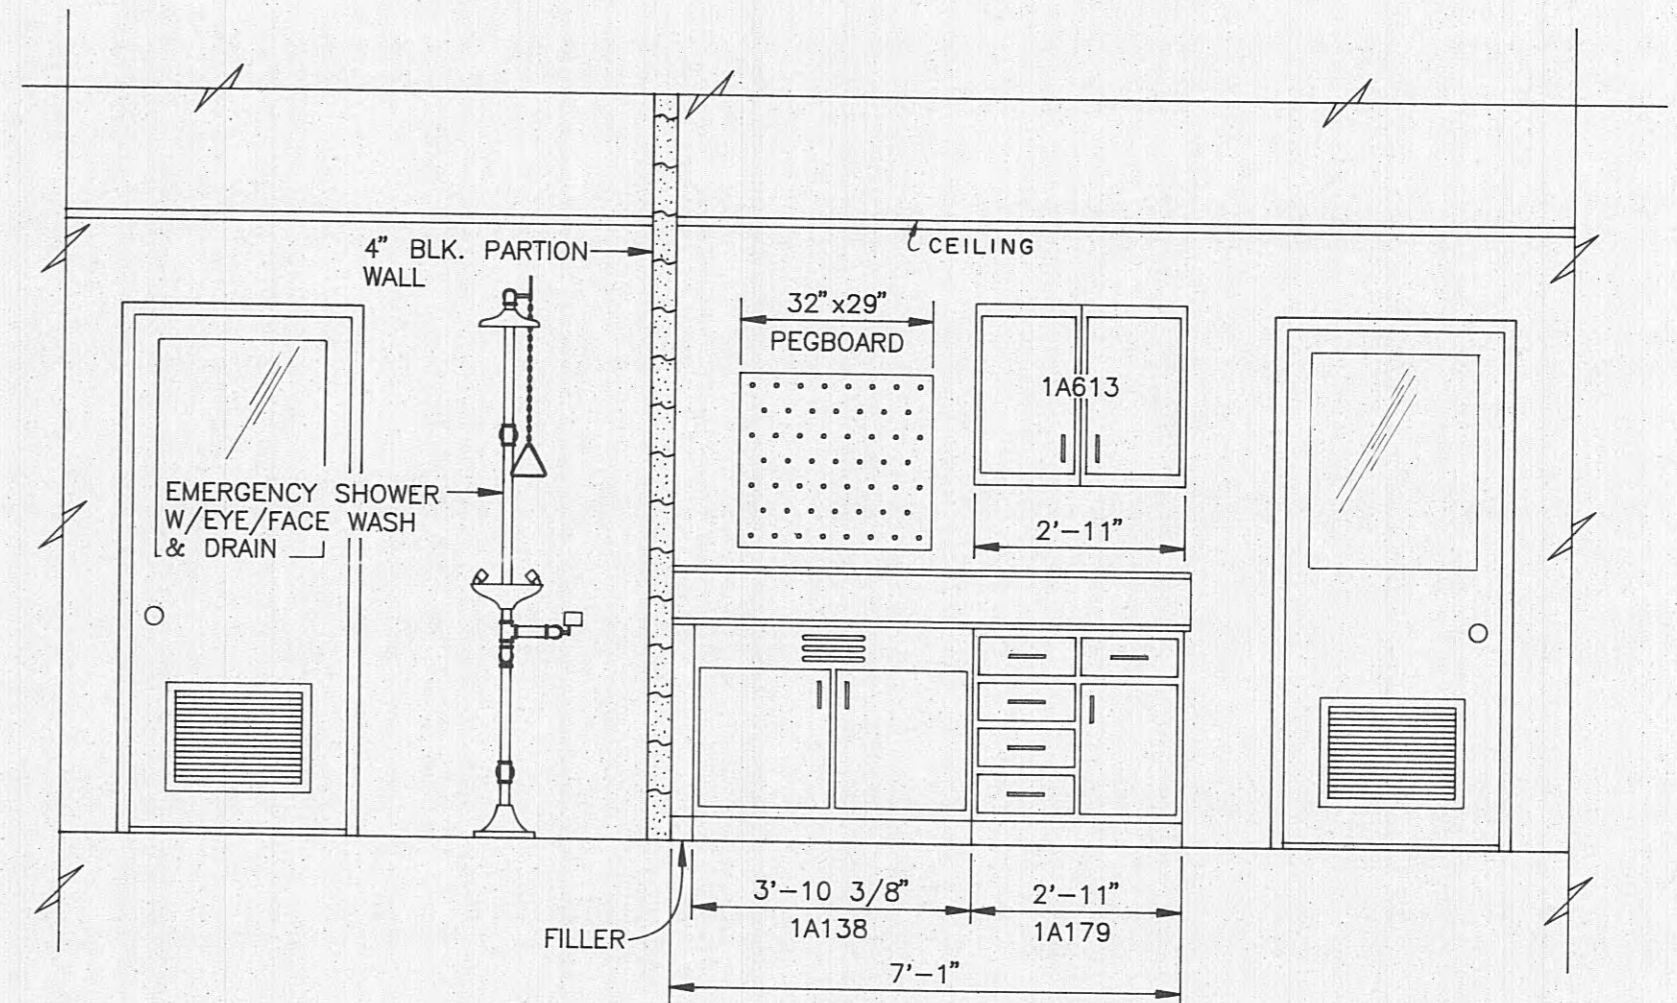 4" BLK. PARTION
WALL
CEILING
32"x29"
PEGBOARD
1A613
EMERGENCY SHOWER
W/EYE/FACE WASH
& DRAIN
2'-11"
3'-10 3/8"
1A138
2'-11"
1A179
FILLER
7'-1"